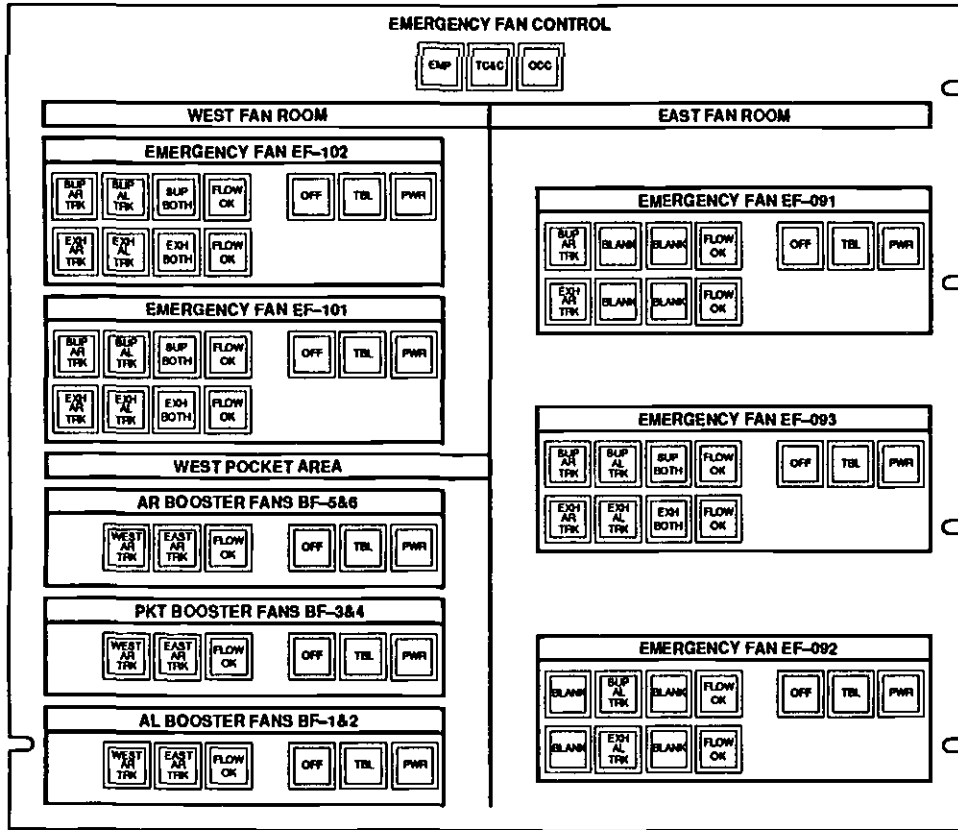 EMERGENCY FAN CONTROL
EMP TC&C OCC
WEST FAN ROOM
EMERGENCY FAN EF-102
SUP AR TRK SUP AL TRK SUP BOTH FLOW OK OFF TBL PWR
EXH AR TRK EXH AL TRK EXH BOTH FLOW OK
EMERGENCY FAN EF-101
SUP AR TRK SUP AL TRK SUP BOTH FLOW OK OFF TBL PWR
EXH AR TRK EXH AL TRK EXH BOTH FLOW OK
WEST POCKET AREA
AR BOOSTER FANS BF-5&6
WEST AR TRK EAST AR TRK FLOW OK OFF TBL PWR
PKT BOOSTER FANS BF-3&4
WEST AR TRK EAST AR TRK FLOW OK OFF TBL PWR
AL BOOSTER FANS BF-1&2
WEST AR TRK EAST AR TRK FLOW OK OFF TBL PWR
EAST FAN ROOM
EMERGENCY FAN EF-091
SUP AR TRK BLANK BLANK FLOW OK OFF TBL PWR
EXH AR TRK BLANK BLANK FLOW OK
EMERGENCY FAN EF-093
SUP AR TRK SUP AL TRK SUP BOTH FLOW OK OFF TBL PWR
EXH AR TRK EXH AL TRK EXH BOTH FLOW OK
EMERGENCY FAN EF-092
BLANK SUP AL TRK BLANK FLOW OK OFF TBL PWR
BLANK EXH AL TRK BLANK FLOW OK